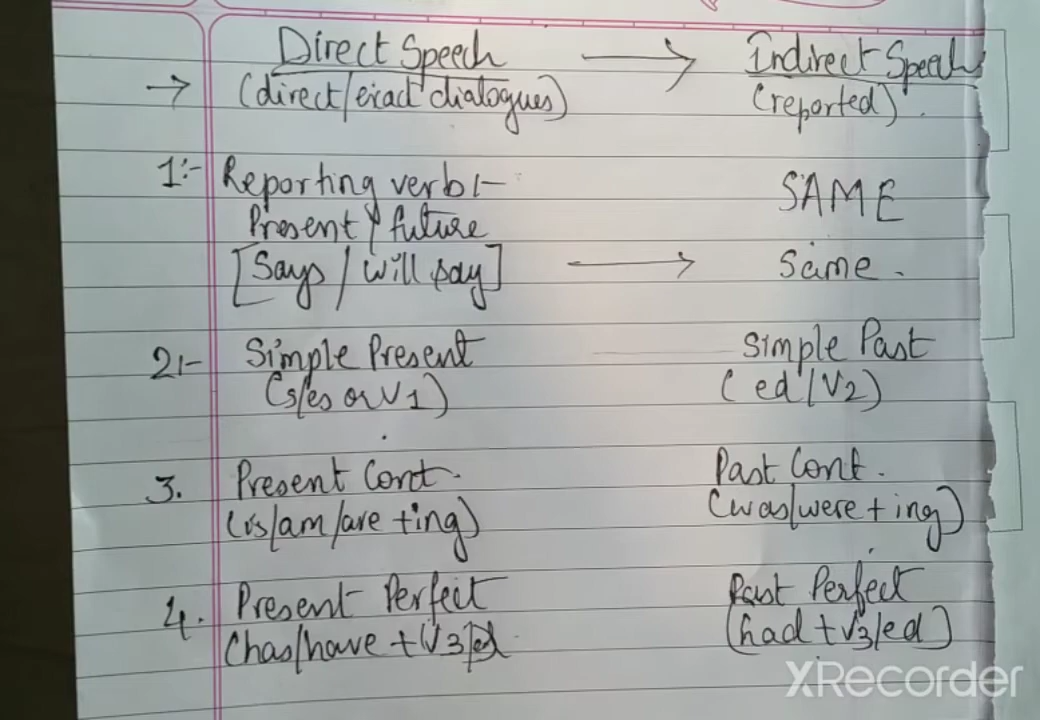 Direct Speech → Indirect Speech
→ (direct/exact dialogues) (reported).
1:- Reporting verb:- SAME
Present / future
[Says / will say] → Same.
2:- Simple Present Simple Past
(s/es or V1) (ed/V2)
3. Present Cont. Past Cont.
(is/am/are +ing) (was/were + ing)
4. Present Perfect Past Perfect
(has/have + V3/ed (had + V3/ed)
XRecorder